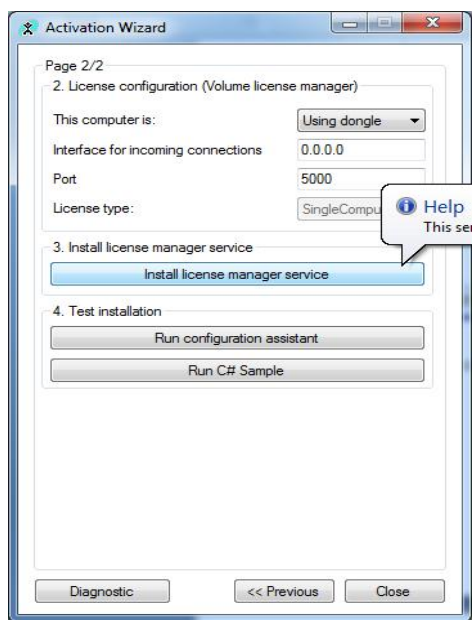 Activation Wizard
Page 2/2
2. License configuration (Volume license manager)
This computer is: Using dongle
Interface for incoming connections 0.0.0.0
Port 5000
License type: SingleCompu
Help
This se
3. Install license manager service
Install license manager service
4. Test installation
Run configuration assistant
Run C# Sample
Diagnostic << Previous Close